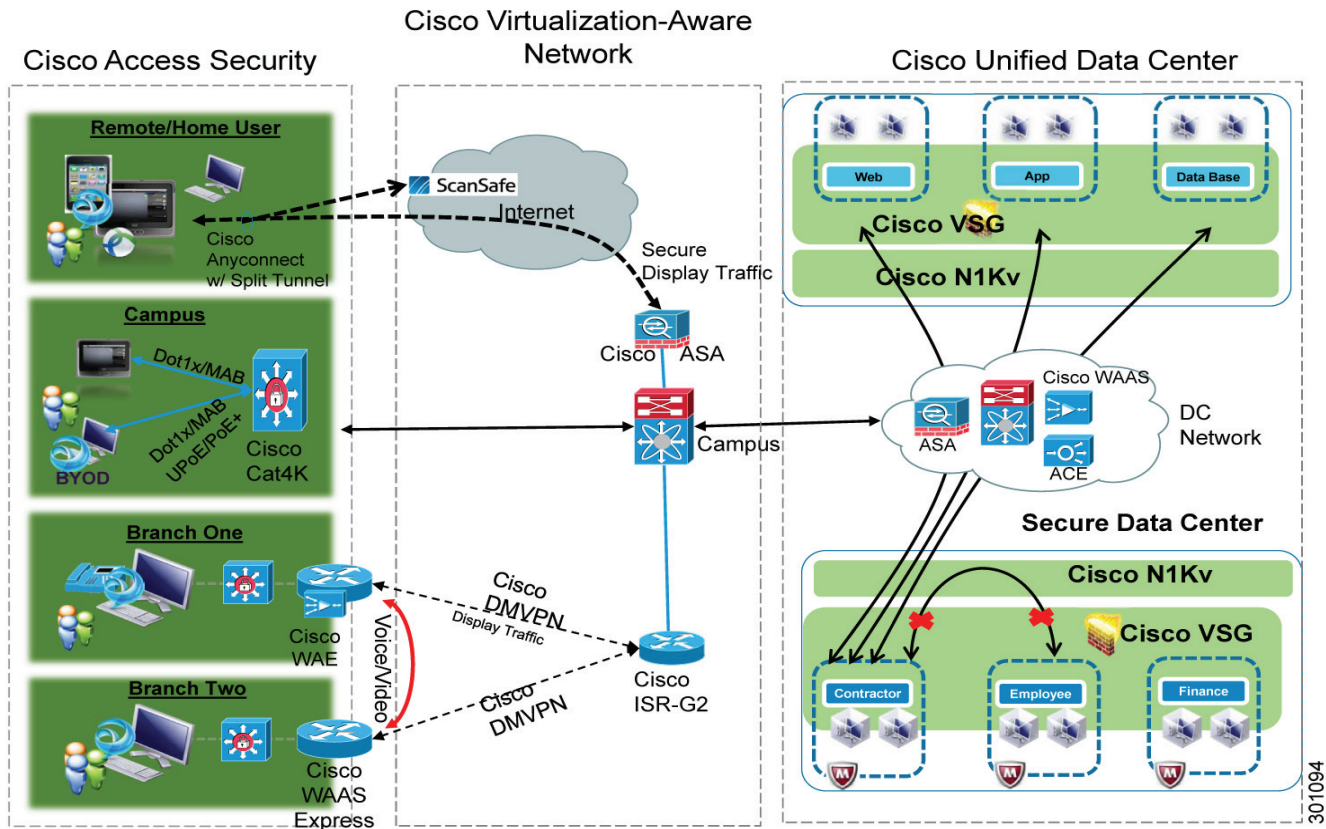 Cisco Access Security
Cisco Virtualization-Aware
Network
Cisco Unified Data Center
Remote/Home User
Cisco
Anyconnect
w/ Split Tunnel
ScanSafe
Internet
Secure
Display Traffic
Cisco ASA
Campus
Dot1x/MAB
Dot1x/MAB
UPoE/PoE+
BYOD
Cisco
Cat4K
Campus
Branch One
Cisco
WAE
Voice/Video
Cisco
DMVPN
Display Traffic
Branch Two
Cisco
WAAS
Express
Cisco
DMVPN
Cisco
ISR-G2
Web
App
Data Base
Cisco VSG
Cisco N1Kv
Cisco WAAS
ASA
ACE
DC
Network
Secure Data Center
Cisco N1Kv
Cisco VSG
Contractor
Employee
Finance
M
M
M
301094